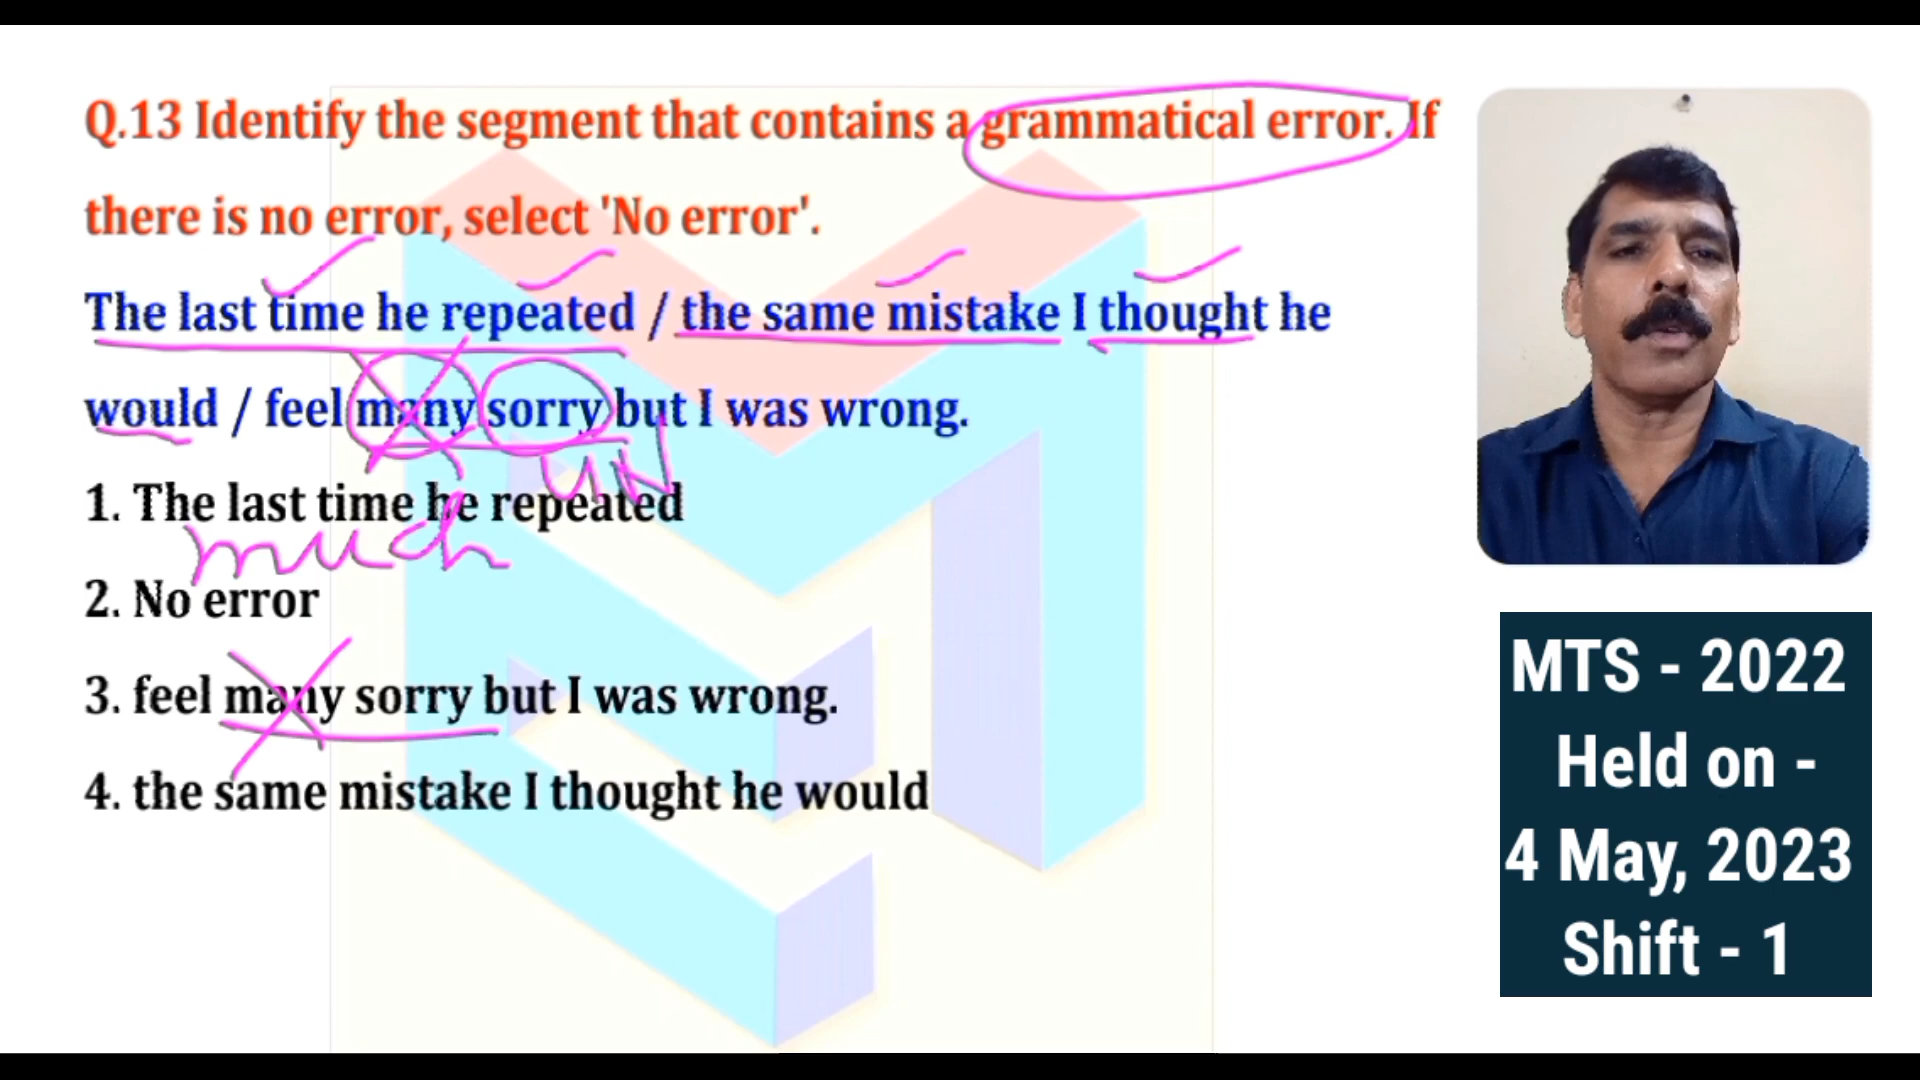 Q.13 Identify the segment that contains a grammatical error. If
there is no error, select 'No error'.
The last time he repeated / the same mistake I thought he
would / feel many sorry but I was wrong.
UN
1. The last time he repeated
much
2. No error
3. feel many sorry but I was wrong.
4. the same mistake I thought he would
MTS - 2022
Held on -
4 May, 2023
Shift - 1